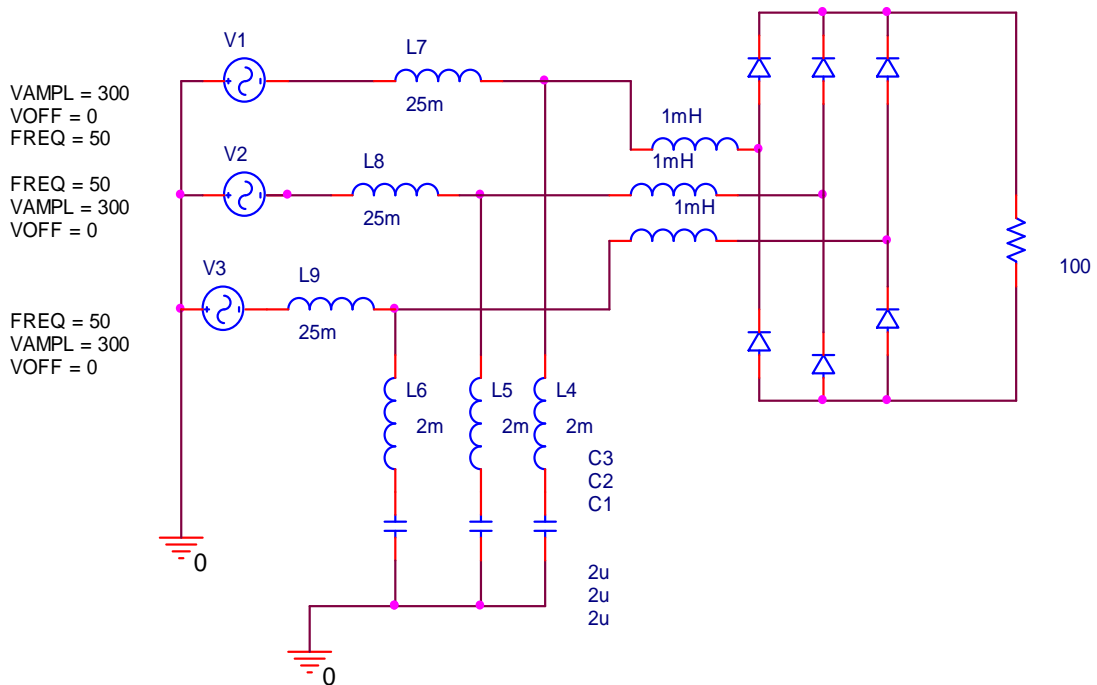 V1
L7
25m
VAMPL = 300
VOFF = 0
FREQ = 50
1mH
1mH
1mH
V2
L8
25m
FREQ = 50
VAMPL = 300
VOFF = 0
V3
L9
25m
FREQ = 50
VAMPL = 300
VOFF = 0
100
L6
L5
L4
2m
2m
2m
C3
C2
C1
2u
2u
2u
0
0